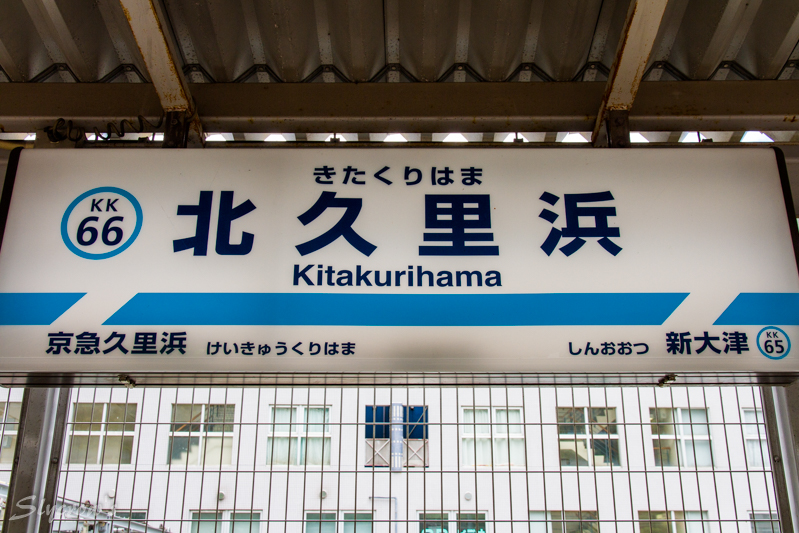 きたくりはま
KK
66
北久里浜
Kitakurihama
京急久里浜 けいきゅうくりはま
しんおおつ 新大津
KK
65